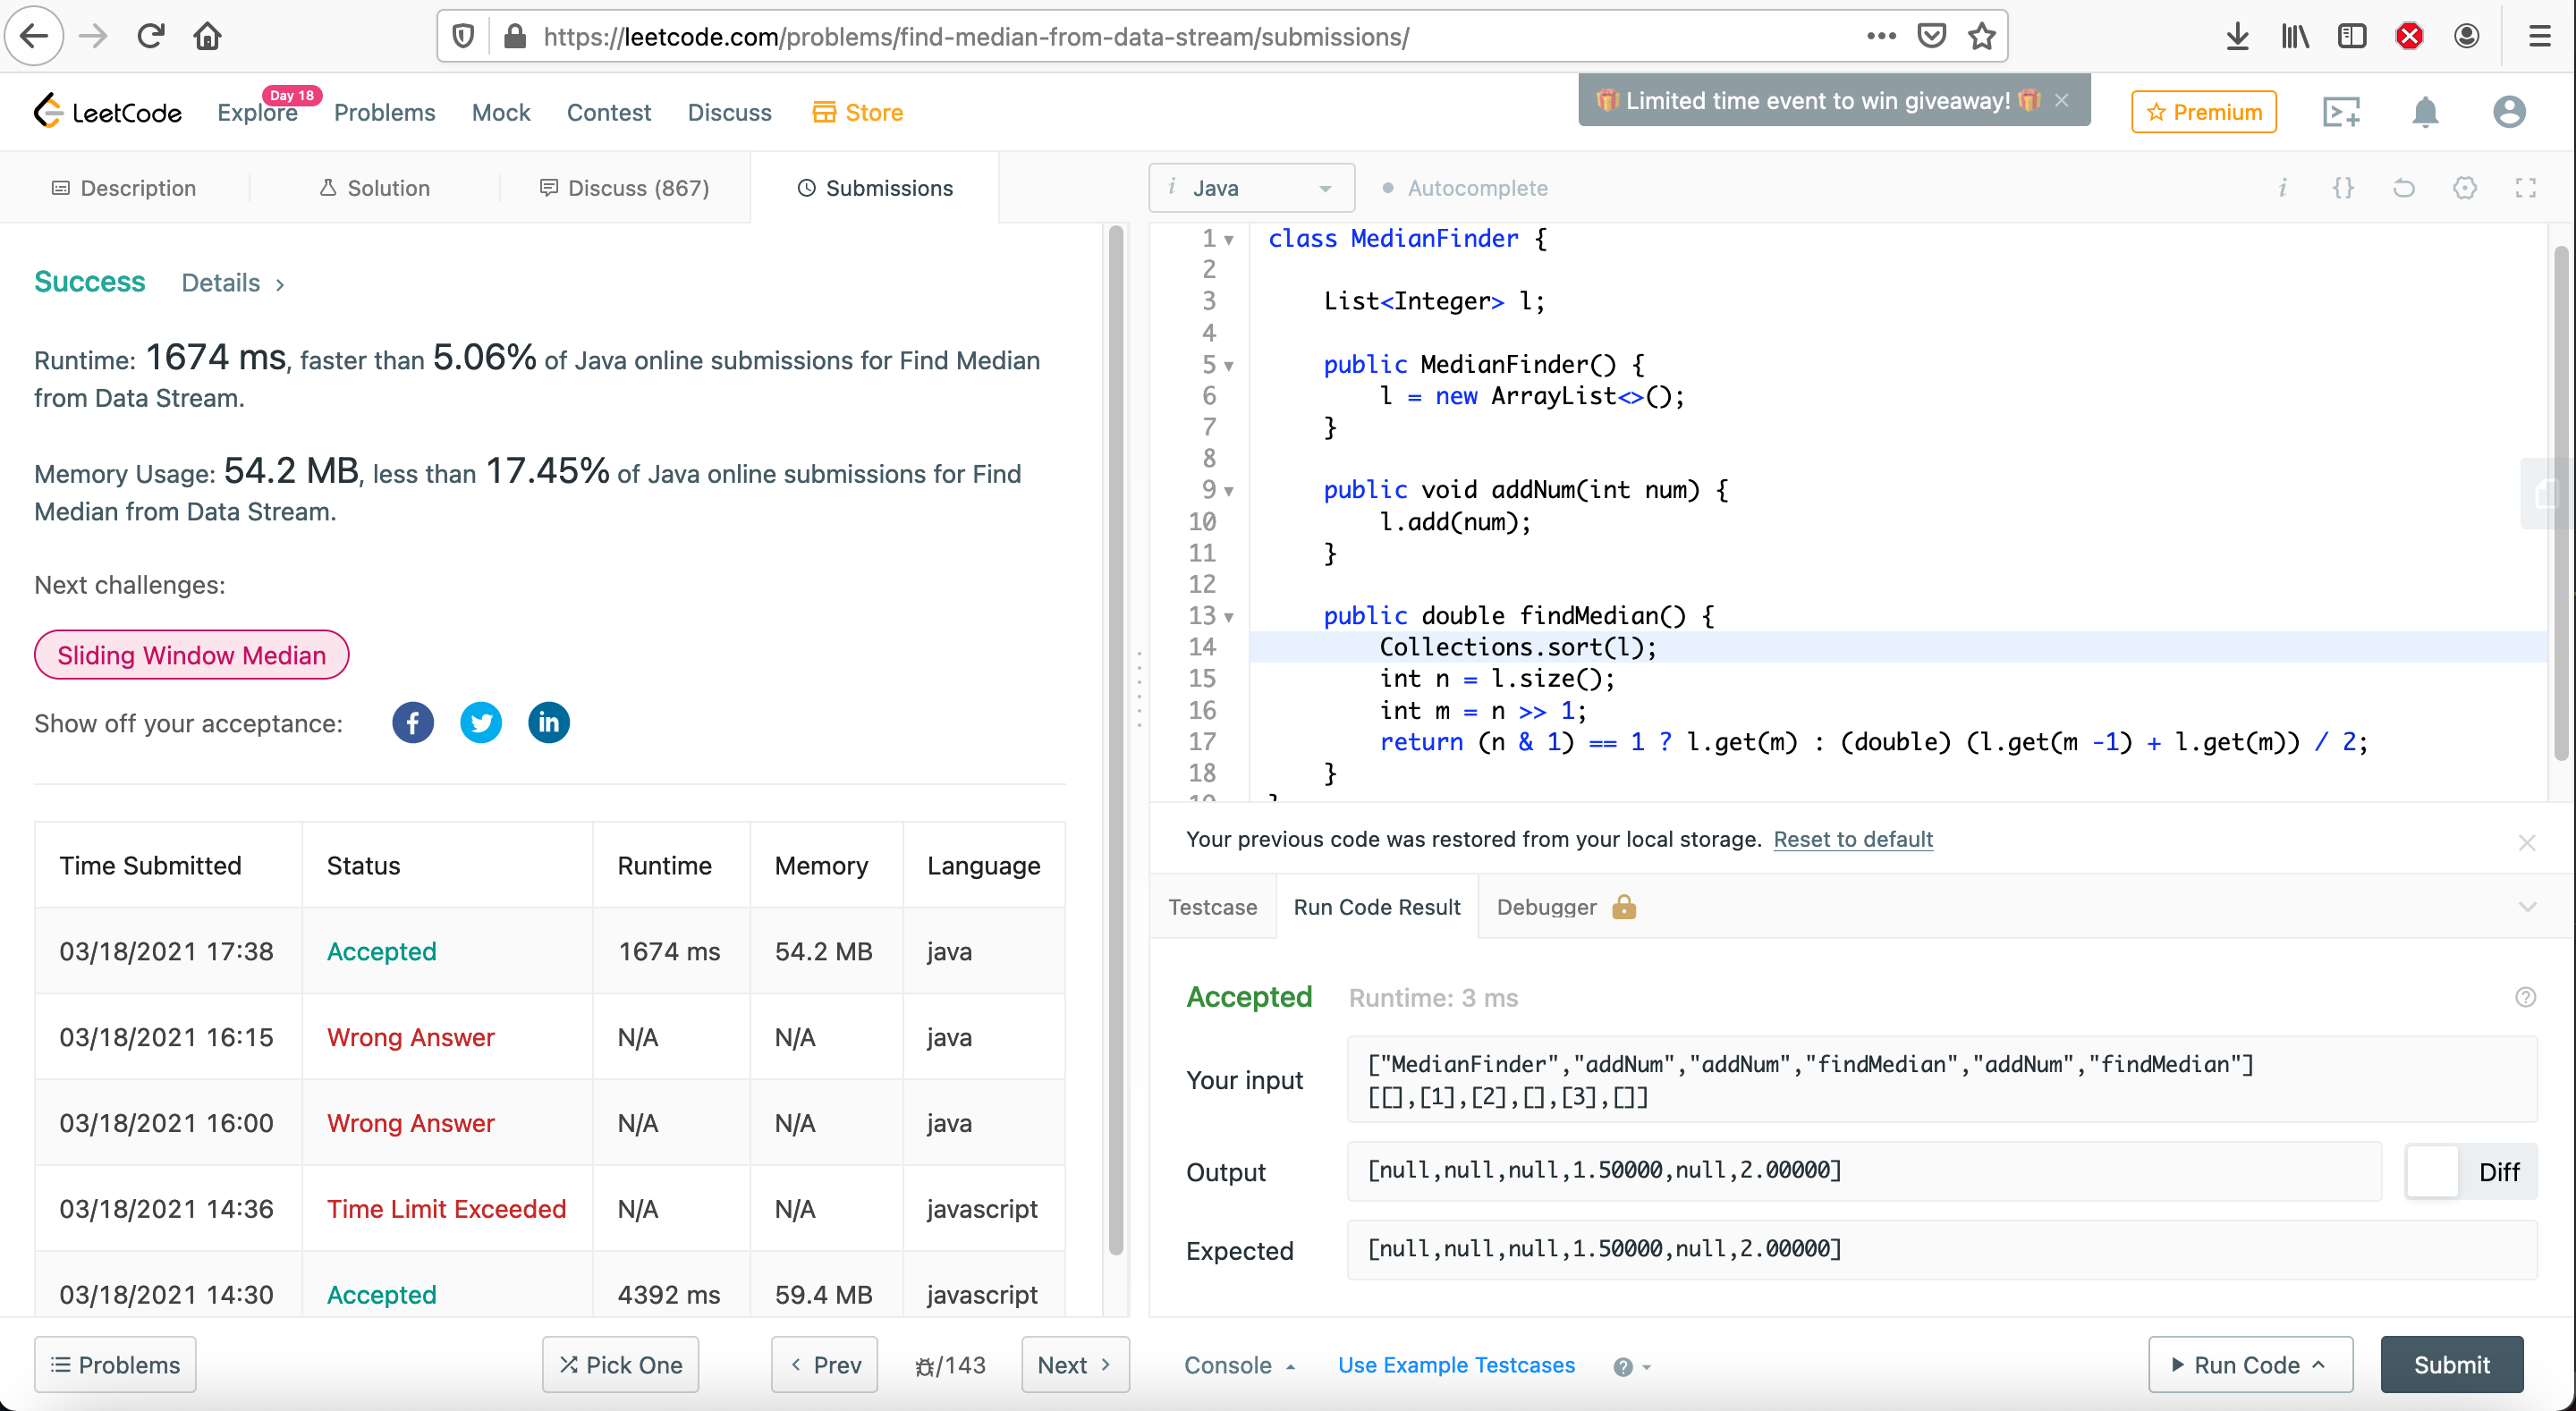 https://leetcode.com/problems/find-median-from-data-stream/submissions/
LeetCode
Explore
Day 18
Problems
Mock
Contest
Discuss
Store
Limited time event to win giveaway!
Premium
Description
Solution
Discuss (867)
Submissions
i Java
Autocomplete
Success
Details
Runtime: 1674 ms, faster than 5.06% of Java online submissions for Find Median
from Data Stream.
Memory Usage: 54.2 MB, less than 17.45% of Java online submissions for Find
Median from Data Stream.
Next challenges:
Sliding Window Median
Show off your acceptance:
Time Submitted Status Runtime Memory Language
03/18/2021 17:38 Accepted 1674 ms 54.2 MB java
03/18/2021 16:15 Wrong Answer N/A N/A java
03/18/2021 16:00 Wrong Answer N/A N/A java
03/18/2021 14:36 Time Limit Exceeded N/A N/A javascript
03/18/2021 14:30 Accepted 4392 ms 59.4 MB javascript
Problems
Pick One
Prev
/143
Next
1 class MedianFinder {
2
3 List<Integer> l;
4
5 public MedianFinder() {
6 l = new ArrayList<>();
7 }
8
9 public void addNum(int num) {
10 l.add(num);
11 }
12
13 public double findMedian() {
14 Collections.sort(l);
15 int n = l.size();
16 int m = n >> 1;
17 return (n & 1) == 1 ? l.get(m) : (double) (l.get(m -1) + l.get(m)) / 2;
18 }
19 }
Your previous code was restored from your local storage. Reset to default
Testcase
Run Code Result
Debugger
Accepted
Runtime: 3 ms
Your input
["MedianFinder","addNum","addNum","findMedian","addNum","findMedian"]
[[],[1],[2],[],[3],[]]
Output
[null,null,null,1.50000,null,2.00000]
Diff
Expected
[null,null,null,1.50000,null,2.00000]
Console
Use Example Testcases
Run Code
Submit